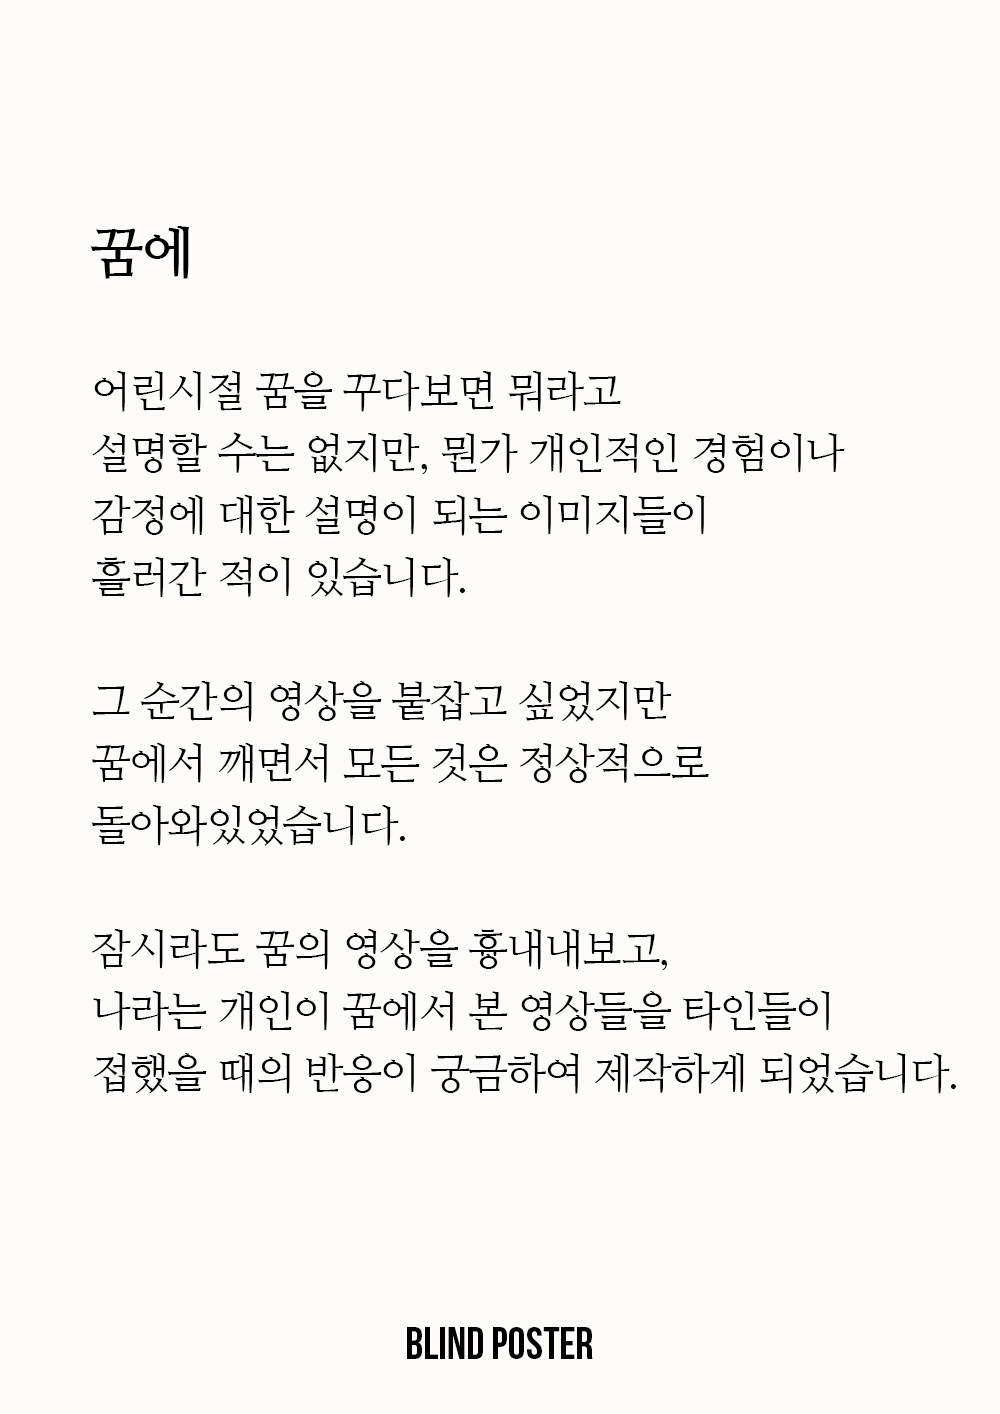 꿈에
어린시절 꿈을 꾸다보면 뭐라고
설명할 수는 없지만, 뭔가 개인적인 경험이나
감정에 대한 설명이 되는 이미지들이
흘러간 적이 있습니다.
그 순간의 영상을 붙잡고 싶었지만
꿈에서 깨면서 모든 것은 정상적으로
돌아와있었습니다.
잠시라도 꿈의 영상을 흉내내보고,
나라는 개인이 꿈에서 본 영상들을 타인들이
접했을 때의 반응이 궁금하여 제작하게 되었습니다.
BLIND POSTER